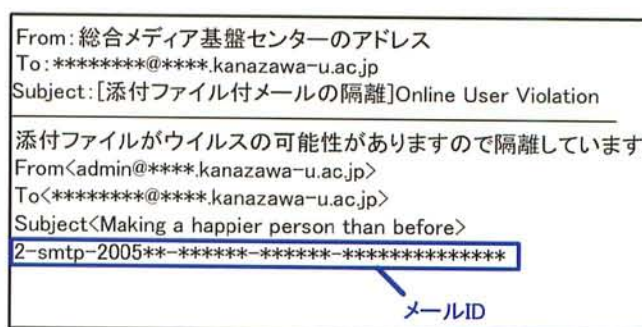 From:総合メディア基盤センターのアドレス
To:********@****.kanazawa-u.ac.jp
Subject:[添付ファイル付メールの隔離]Online User Violation
添付ファイルがウイルスの可能性がありますので隔離しています
From<admin@****.kanazawa-u.ac.jp>
To<********@****.kanazawa-u.ac.jp>
Subject<Making a happier person than before>
2-smtp-2005**-******-******-**************
メールID